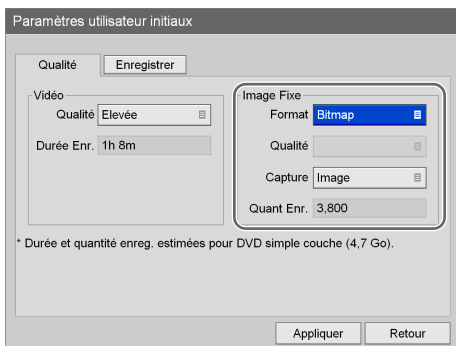 Paramètres utilisateur initiaux
Qualité
Enregistrer
Vidéo
Qualité Elevée
Durée Enr. 1h 8m
Image Fixe
Format Bitmap
Qualité
Capture Image
Quant Enr. 3,800
* Durée et quantité enreg. estimées pour DVD simple couche (4,7 Go).
Appliquer
Retour